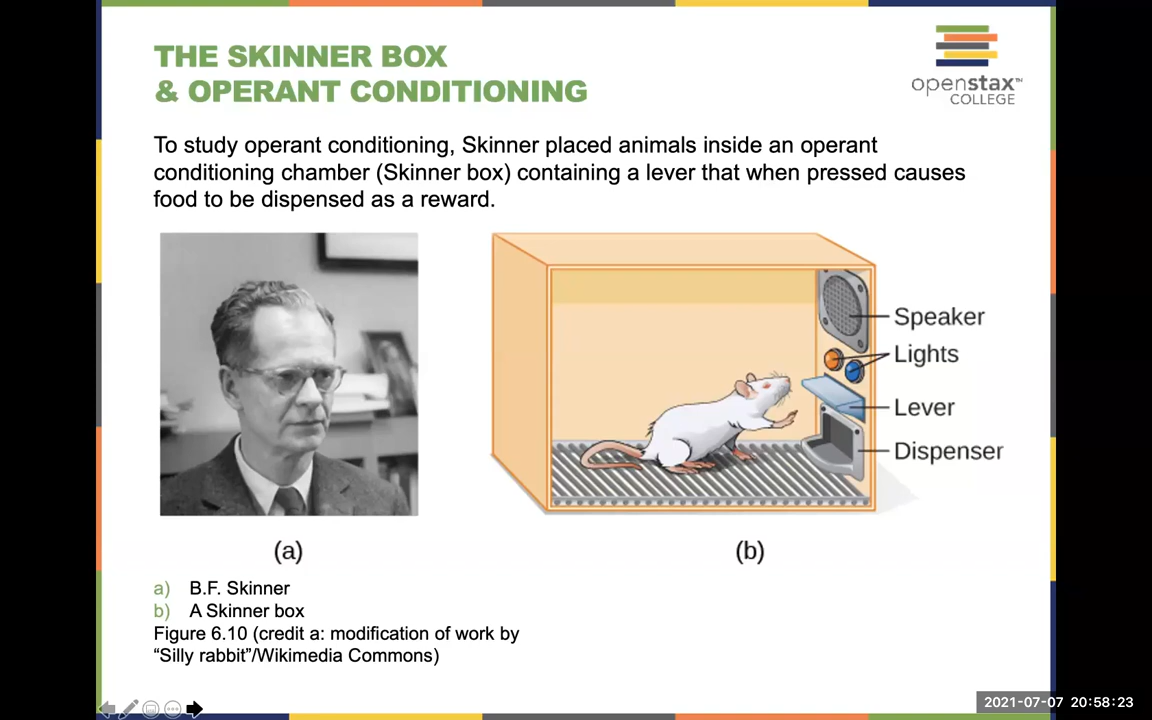 THE SKINNER BOX
& OPERANT CONDITIONING
openstax™
COLLEGE
To study operant conditioning, Skinner placed animals inside an operant
conditioning chamber (Skinner box) containing a lever that when pressed causes
food to be dispensed as a reward.
Speaker
Lights
Lever
Dispenser
(a)
(b)
a) B.F. Skinner
b) A Skinner box
Figure 6.10 (credit a: modification of work by
“Silly rabbit”/Wikimedia Commons)
2021-07-07 20:58:23